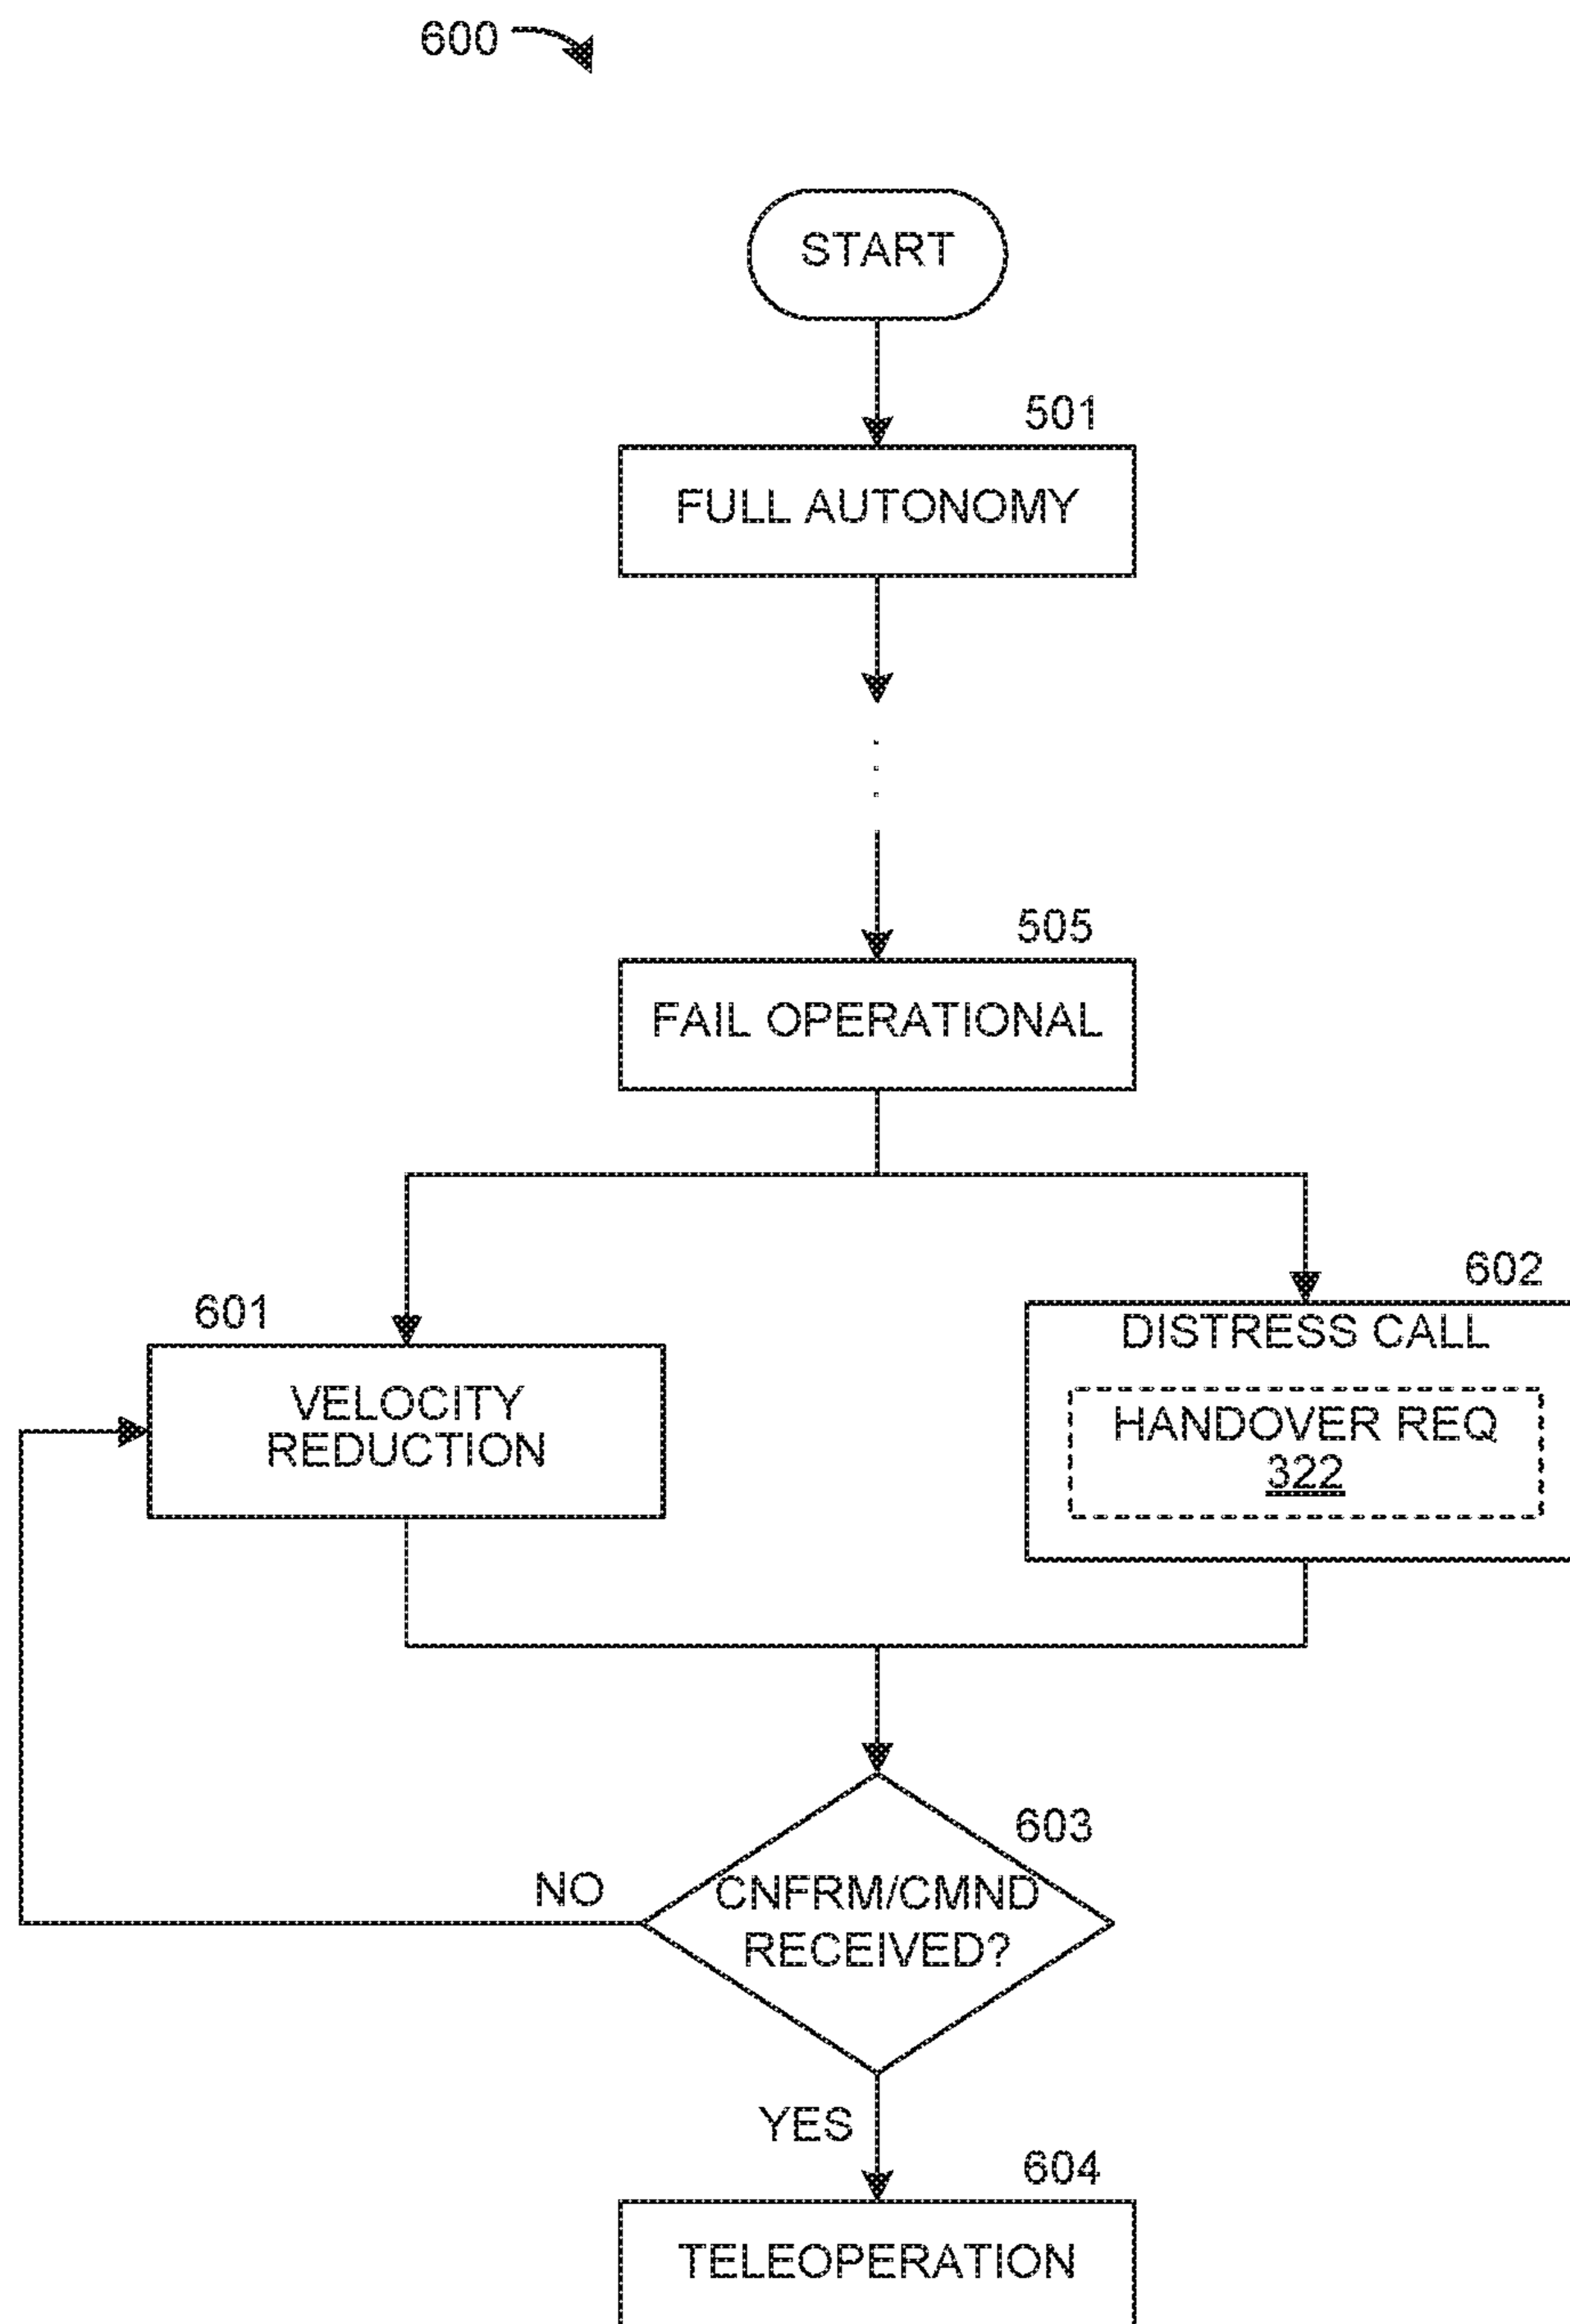 600
START
501
FULL AUTONOMY
505
FAIL OPERATIONAL
601
VELOCITY
REDUCTION
602
DISTRESS CALL
HANDOVER REQ
322
603
CNFRM/CMND
RECEIVED?
NO
YES
604
TELEOPERATION